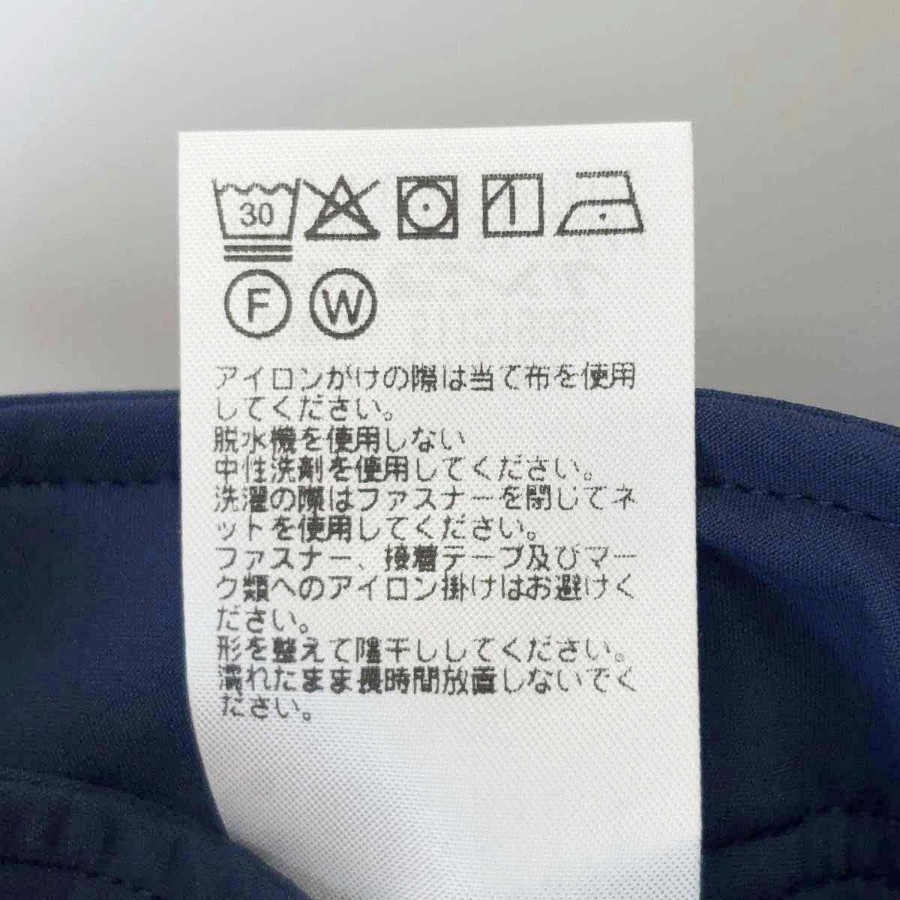 30
F W
アイロンがけの際は当て布を使用
してください。
脱水機を使用しない
中性洗剤を使用してください。
洗濯の際はファスナーを閉じてネ
ットを使用してください。
ファスナー、接着テープ及びマー
ク類へのアイロン掛けはお避けく
ださい。
形を整えて陰干ししてください。
濡れたまま長時間放置しないでく
ださい。